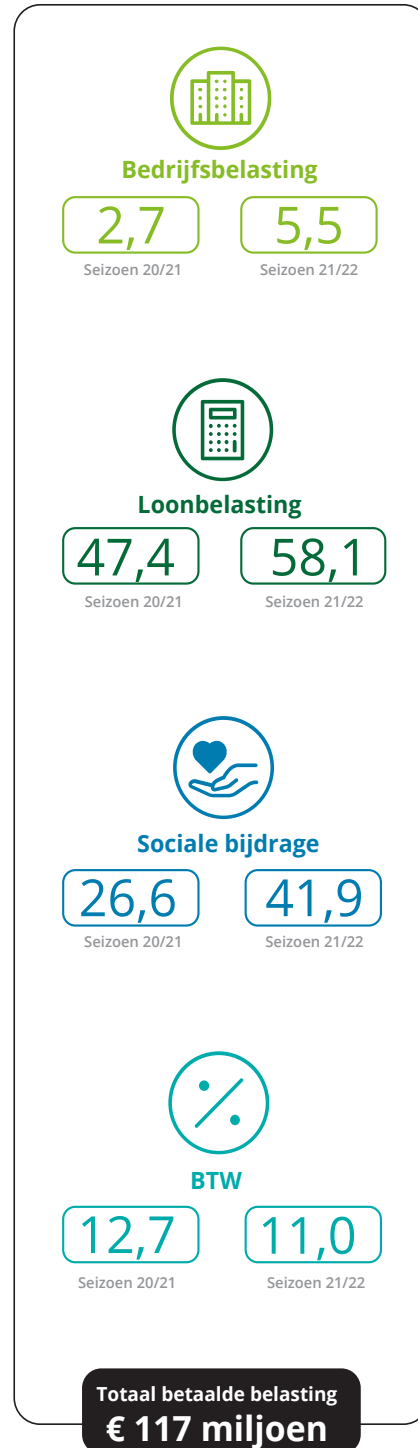 Bedrijfsbelasting
2,7 5,5
Seizoen 20/21 Seizoen 21/22
Loonbelasting
47,4 58,1
Seizoen 20/21 Seizoen 21/22
Sociale bijdrage
26,6 41,9
Seizoen 20/21 Seizoen 21/22
BTW
12,7 11,0
Seizoen 20/21 Seizoen 21/22
Totaal betaalde belasting
€ 117 miljoen